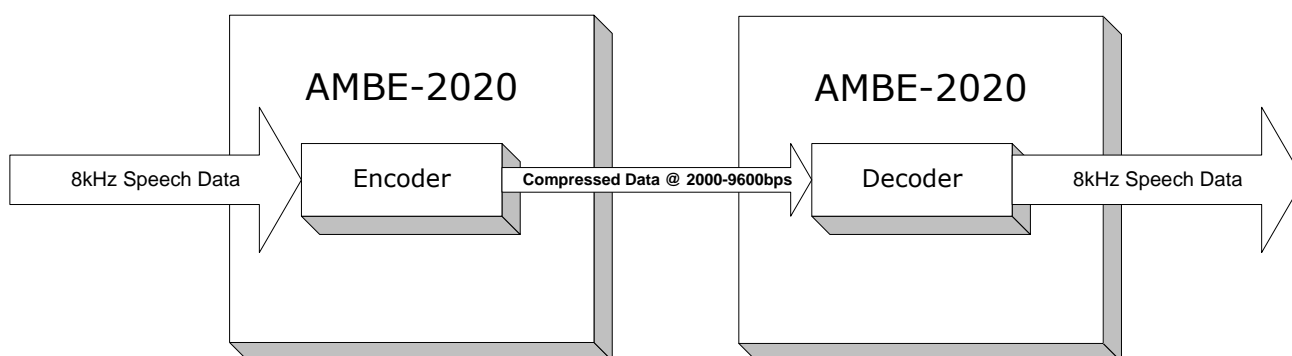 AMBE-2020
AMBE-2020
8kHz Speech Data
Encoder
Compressed Data @ 2000-9600bps
Decoder
8kHz Speech Data